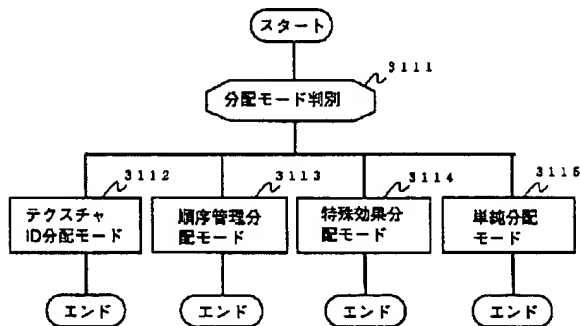 スタート
3111
分配モード判別
3112
3113
3114
3115
テクスチャ
ID分配モード
順序管理分
配モード
特殊効果分
配モード
単純分配
モード
エンド
エンド
エンド
エンド